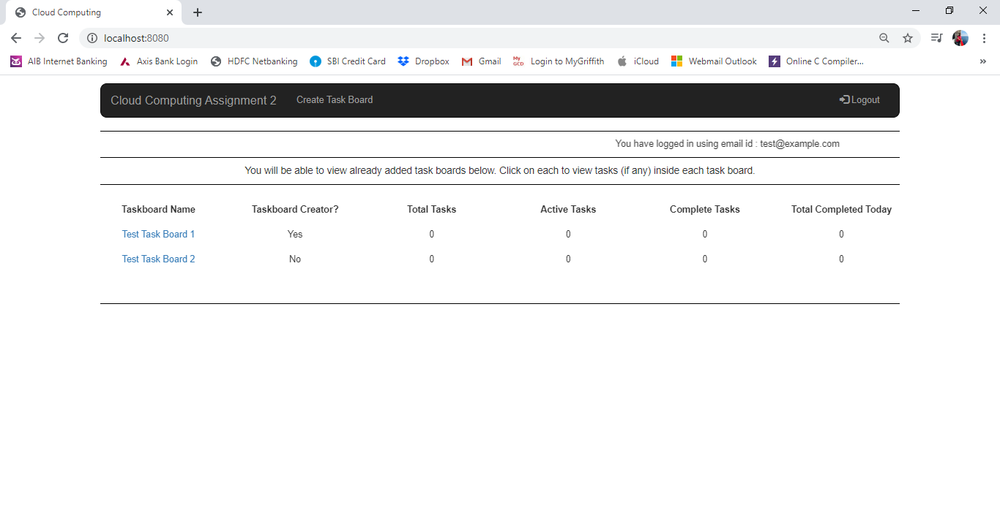 Cloud Computing
localhost:8080
AIB Internet Banking Axis Bank Login HDFC Netbanking SBI Credit Card Dropbox Gmail My GCD Login to MyGriffith iCloud Webmail Outlook Online C Compiler... »
Cloud Computing Assignment 2 Create Task Board Logout
You have logged in using email id : test@example.com
You will be able to view already added task boards below. Click on each to view tasks (if any) inside each task board.
Taskboard Name Taskboard Creator? Total Tasks Active Tasks Complete Tasks Total Completed Today
Test Task Board 1 Yes 0 0 0 0
Test Task Board 2 No 0 0 0 0